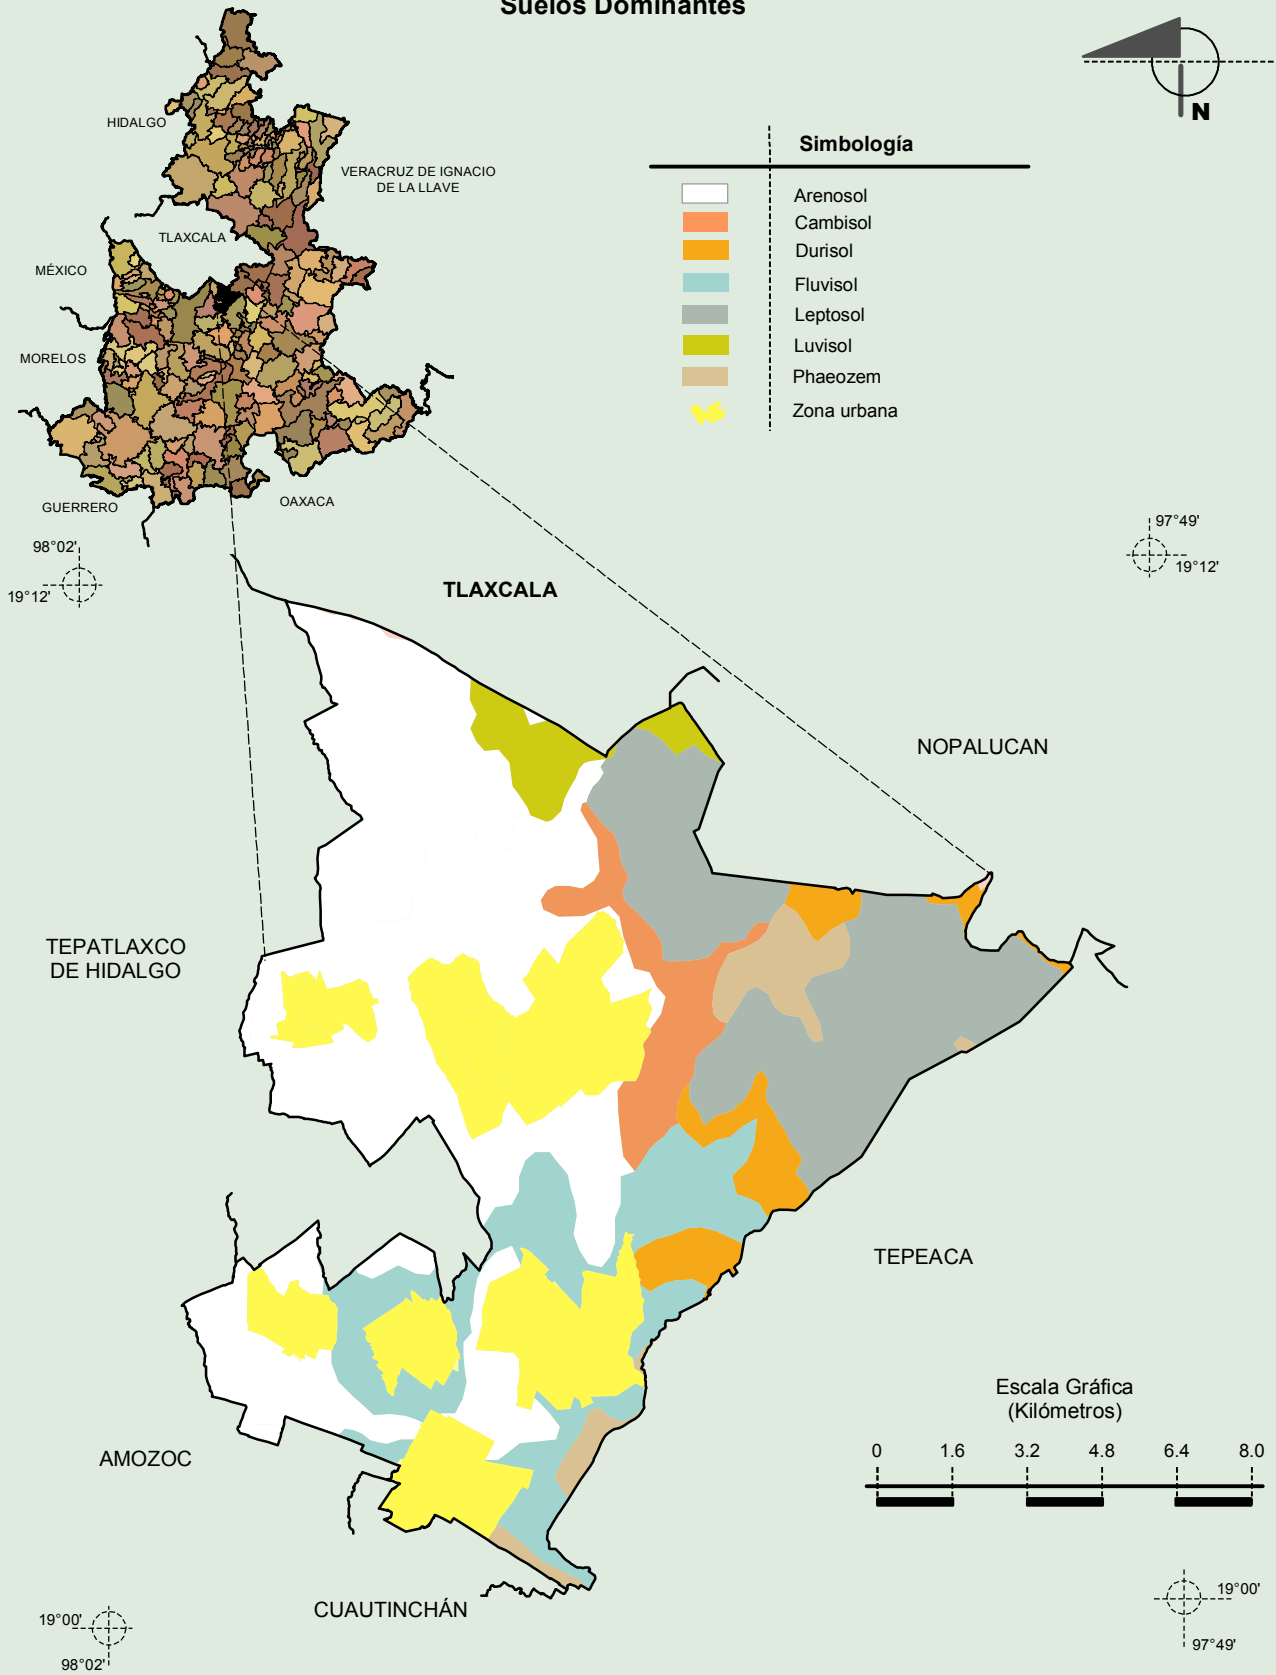 Suelos Dominantes
N
HIDALGO
VERACRUZ DE IGNACIO
DE LA LLAVE
TLAXCALA
MÉXICO
MORELOS
GUERRERO
OAXACA
Simbología
Arenosol
Cambisol
Durisol
Fluvisol
Leptosol
Luvisol
Phaeozem
Zona urbana
98°02'
19°12'
97°49'
19°12'
TLAXCALA
NOPALUCAN
TEPATLAXCO
DE HIDALGO
TEPEACA
AMOZOC
CUAUTINCHÁN
Escala Gráfica
(Kilómetros)
0 1.6 3.2 4.8 6.4 8.0
19°00'
98°02'
19°00'
97°49'